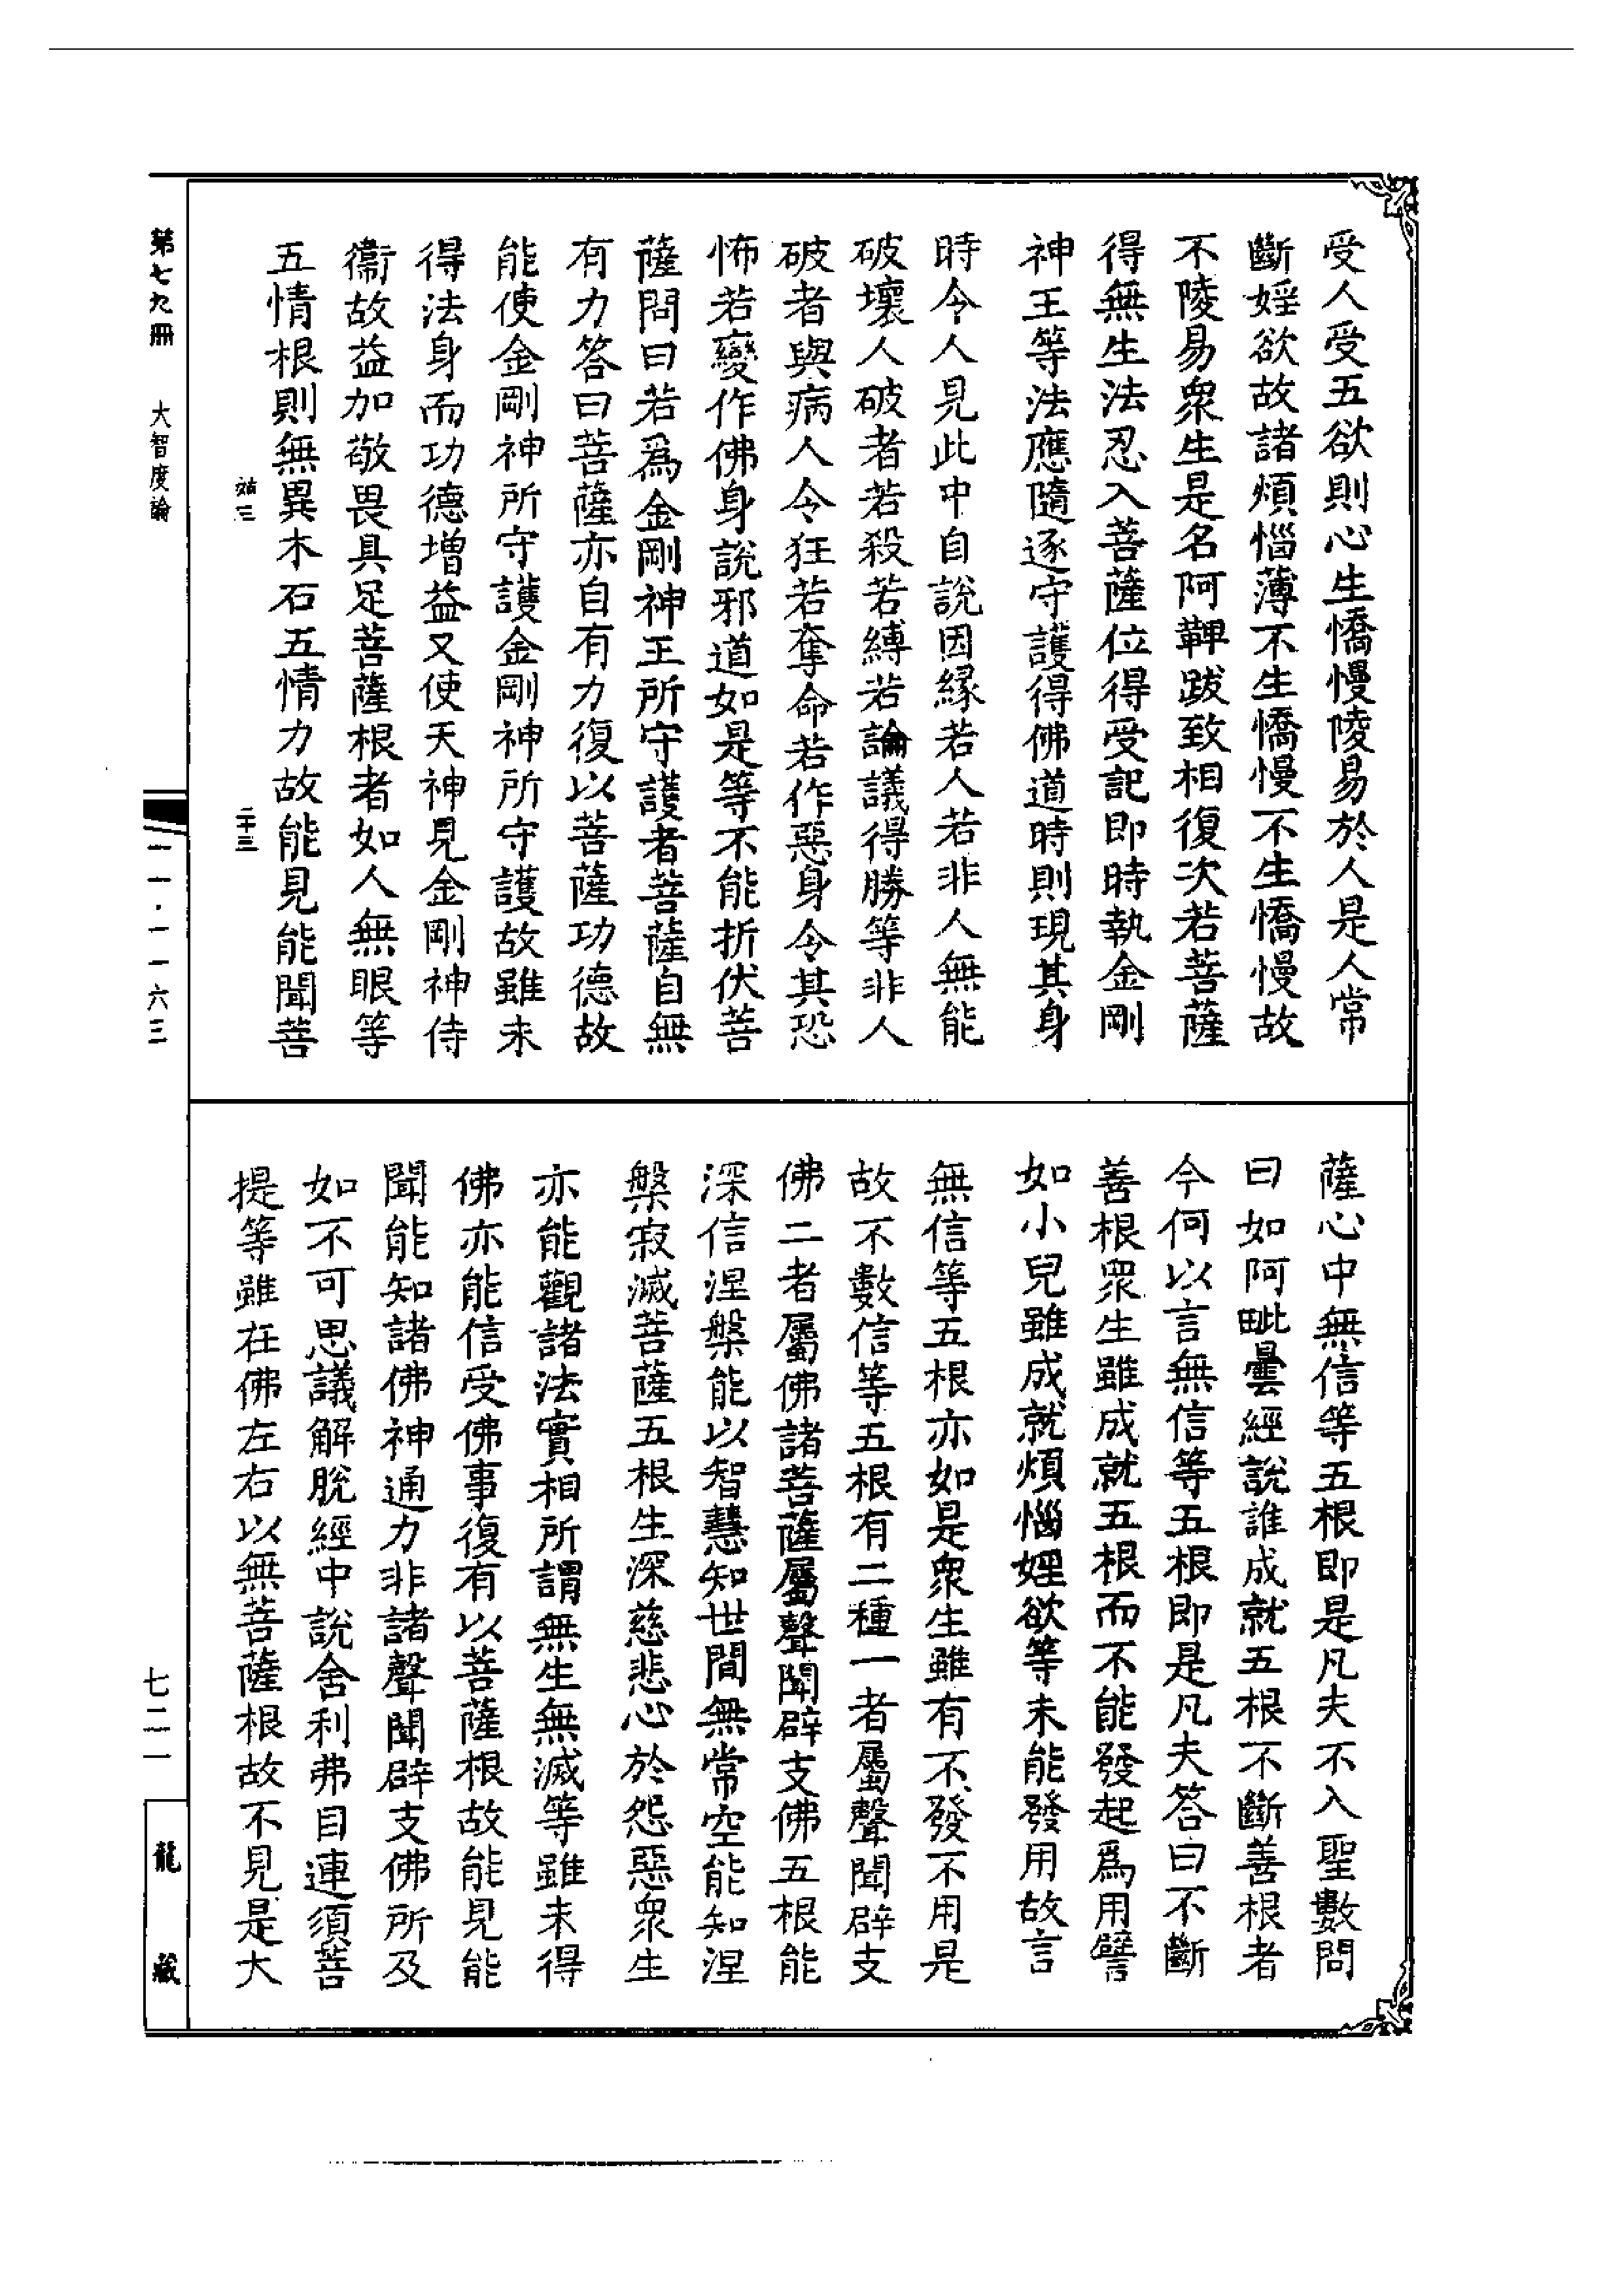 受人受五欲則心生憍慢陵易於人是人常
斷婬欲故諸煩惱薄不生憍慢不生憍慢故
不陵易衆生是名阿鞞跋致相復次若菩薩
得無生法忍入菩薩位得受記即時執金剛
神王等法應隨逐守護得佛道時則現其身
時令人見此中自說因緣若人若非人無能
破壞人破者若殺若縛若論議得勝等非人
破者與病人令狂若奪命若作惡身令其恐
怖若變作佛身說邪道如是等不能折伏菩
薩問曰若爲金剛神王所守護者菩薩自無
有力答曰菩薩亦自有力復以菩薩功德故
能使金剛神所守護金剛神所守護故雖未
得法身而功德增益又使天神見金剛神侍
衞故益加敬畏具足菩薩根者如人無眼等
五情根則無異木石五情力故能見能聞菩
姑三 二十三
薩心中無信等五根即是凡夫不入聖數問
曰如阿毗曇經說誰成就五根不斷善根者
今何以言無信等五根即是凡夫答曰不斷
善根衆生雖成就五根而不能發起爲用譬
如小兒雖成就煩惱婬欲等未能發用故言
無信等五根亦如是衆生雖有不發不用是
故不數信等五根有二種一者屬聲聞辟支
佛二者屬佛諸菩薩屬聲聞辟支佛五根能
深信涅槃能以智慧知世間無常空能知涅
槃寂滅菩薩五根生深慈悲心於怨惡衆生
亦能觀諸法實相所謂無生無滅等雖未得
佛亦能信受佛事復有以菩薩根故能見能
聞能知諸佛神通力非諸聲聞辟支佛所及
如不可思議解脫經中說舍利弗目連須菩
提等雖在佛左右以無菩薩根故不見是大
第七九冊 大智度論
一一·一一六三
七二一
龍藏